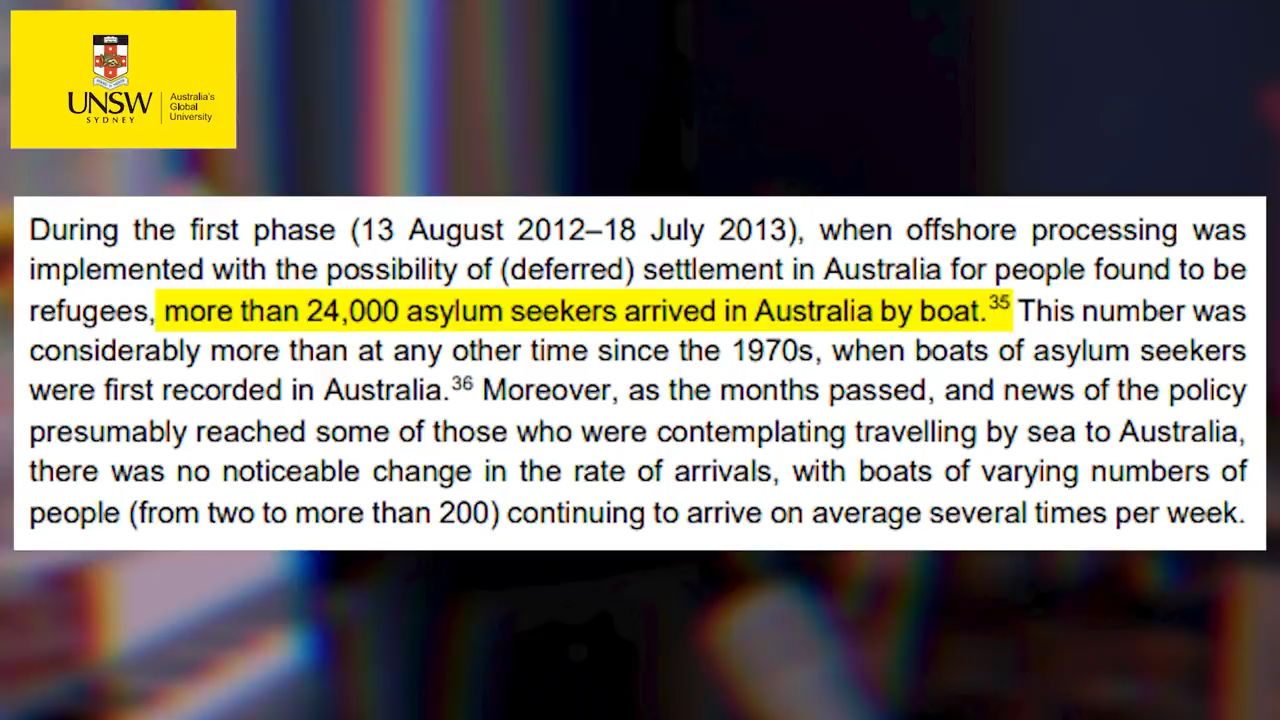 UNSW
SYDNEY
Australia's
Global
University
During the first phase (13 August 2012–18 July 2013), when offshore processing was
implemented with the possibility of (deferred) settlement in Australia for people found to be
refugees, more than 24,000 asylum seekers arrived in Australia by boat.35 This number was
considerably more than at any other time since the 1970s, when boats of asylum seekers
were first recorded in Australia.36 Moreover, as the months passed, and news of the policy
presumably reached some of those who were contemplating travelling by sea to Australia,
there was no noticeable change in the rate of arrivals, with boats of varying numbers of
people (from two to more than 200) continuing to arrive on average several times per week.